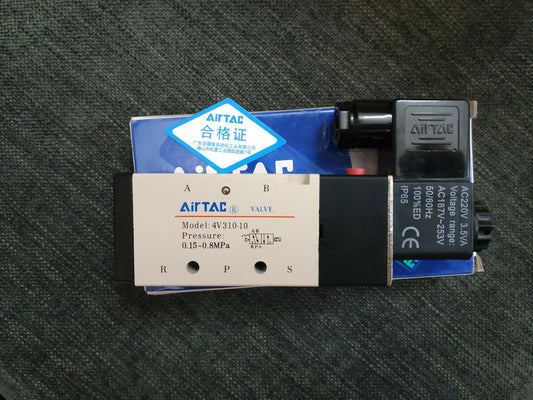 AirTAC
合格证
AirTAC
AirTAC
AC220V 3.5VA
Voltage range:
AC187V~253V
50/60Hz
100%ED
IP65
CE
A B
AirTAC ® VALVE
Model: 4V310-10
Pressure: A B
0.15~0.8MPa
R P S